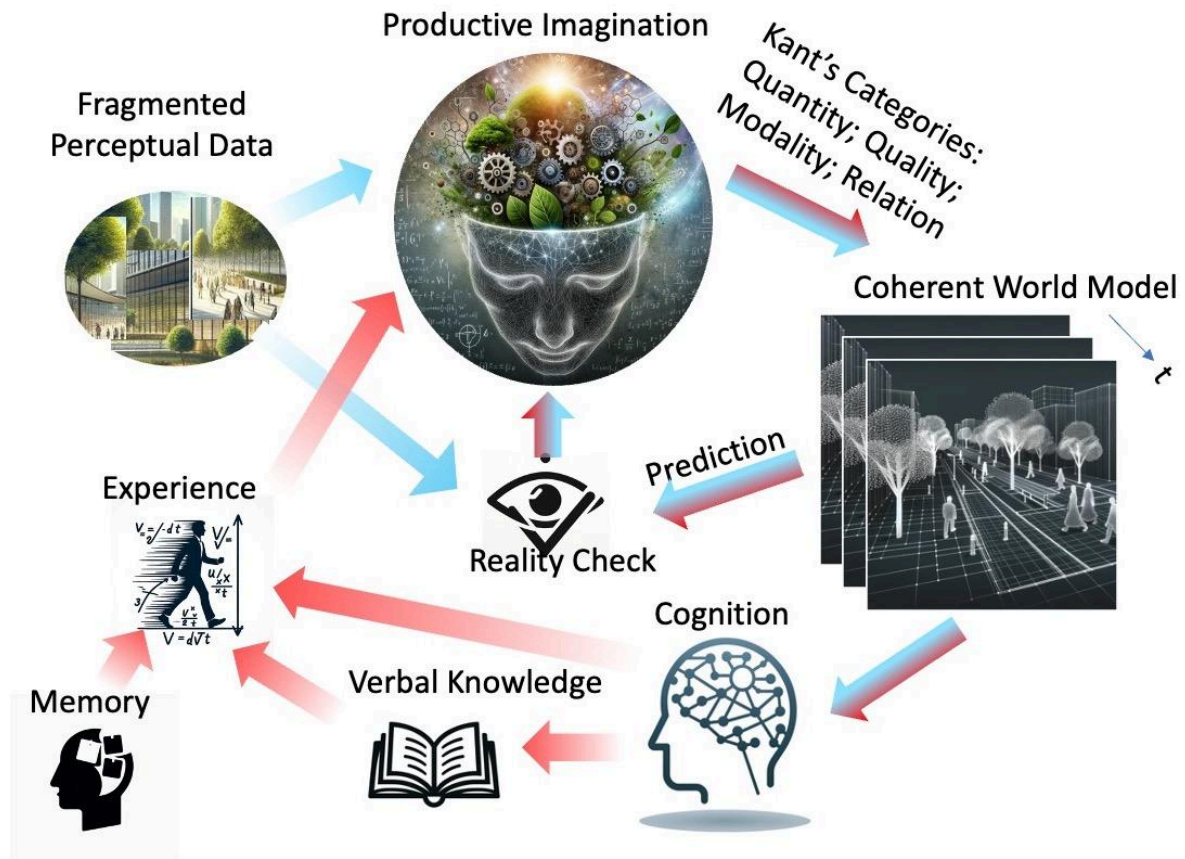 Productive Imagination
Kant's Categories:
Quantity; Quality;
Modality; Relation
Fragmented
Perceptual Data
Coherent World Model
t
Prediction
Experience
V = d√t
Reality Check
Cognition
Verbal Knowledge
Memory